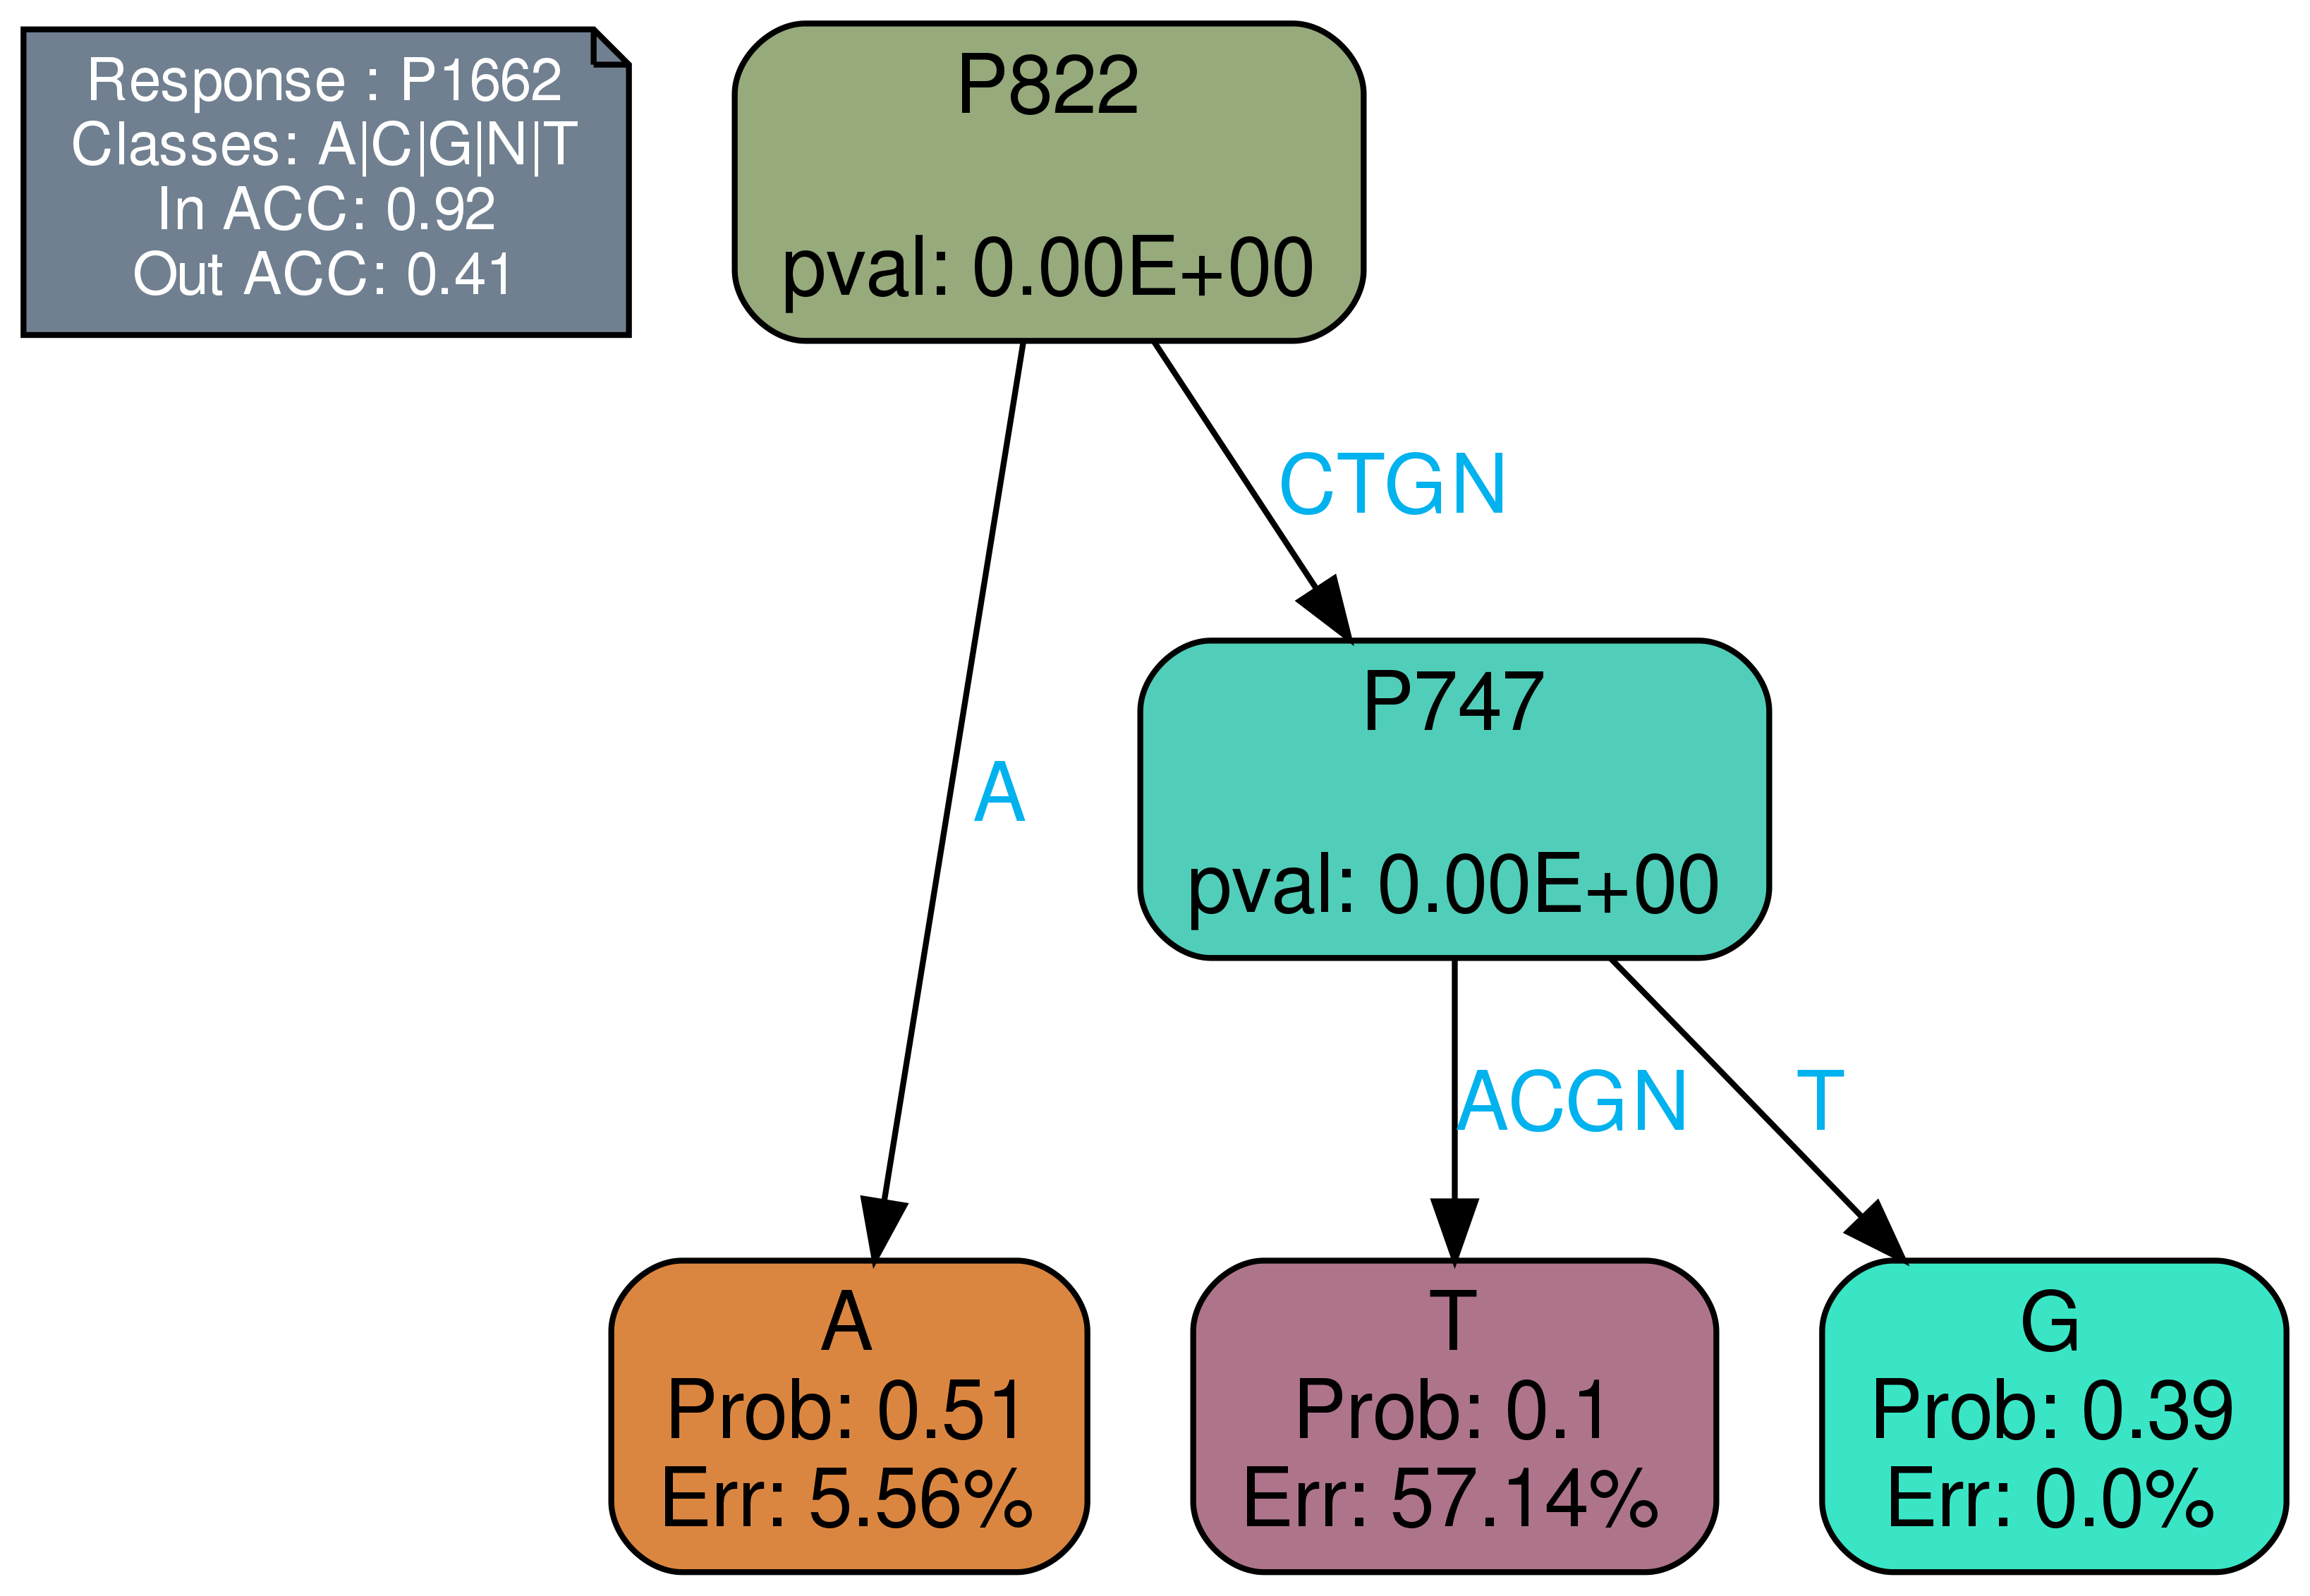 Response : P1662
Classes: A|C|G|N|T
In ACC: 0.92
Out ACC: 0.41
P822
pval: 0.00E+00
CTGN
P747
pval: 0.00E+00
A
ACGN
T
A
Prob: 0.51
Err: 5.56%
T
Prob: 0.1
Err: 57.14%
G
Prob: 0.39
Err: 0.0%